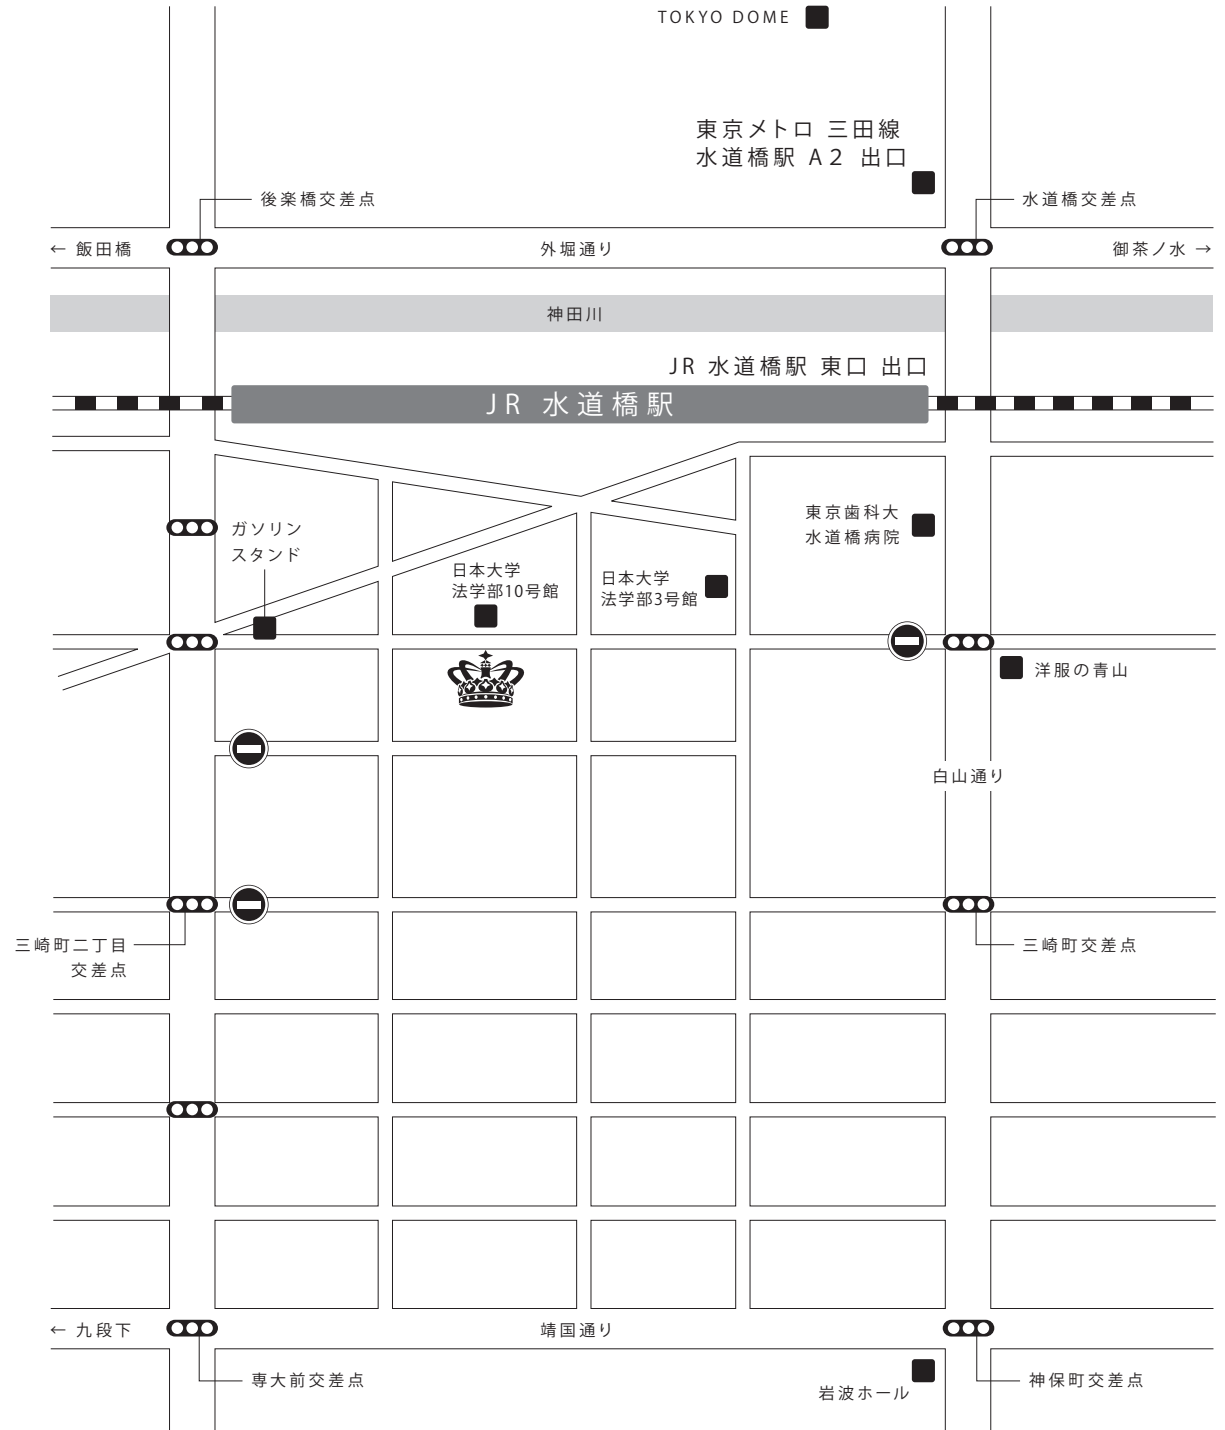 TOKYO DOME
東京メトロ 三田線
水道橋駅 A2 出口
後楽橋交差点
水道橋交差点
← 飯田橋
外堀通り
御茶ノ水 →
神田川
JR 水道橋駅 東口 出口
JR 水道橋駅
ガソリン
スタンド
東京歯科大
水道橋病院
日本大学
法学部10号館
日本大学
法学部3号館
洋服の青山
白山通り
三崎町二丁目
交差点
三崎町交差点
← 九段下
靖国通り
専大前交差点
岩波ホール
神保町交差点